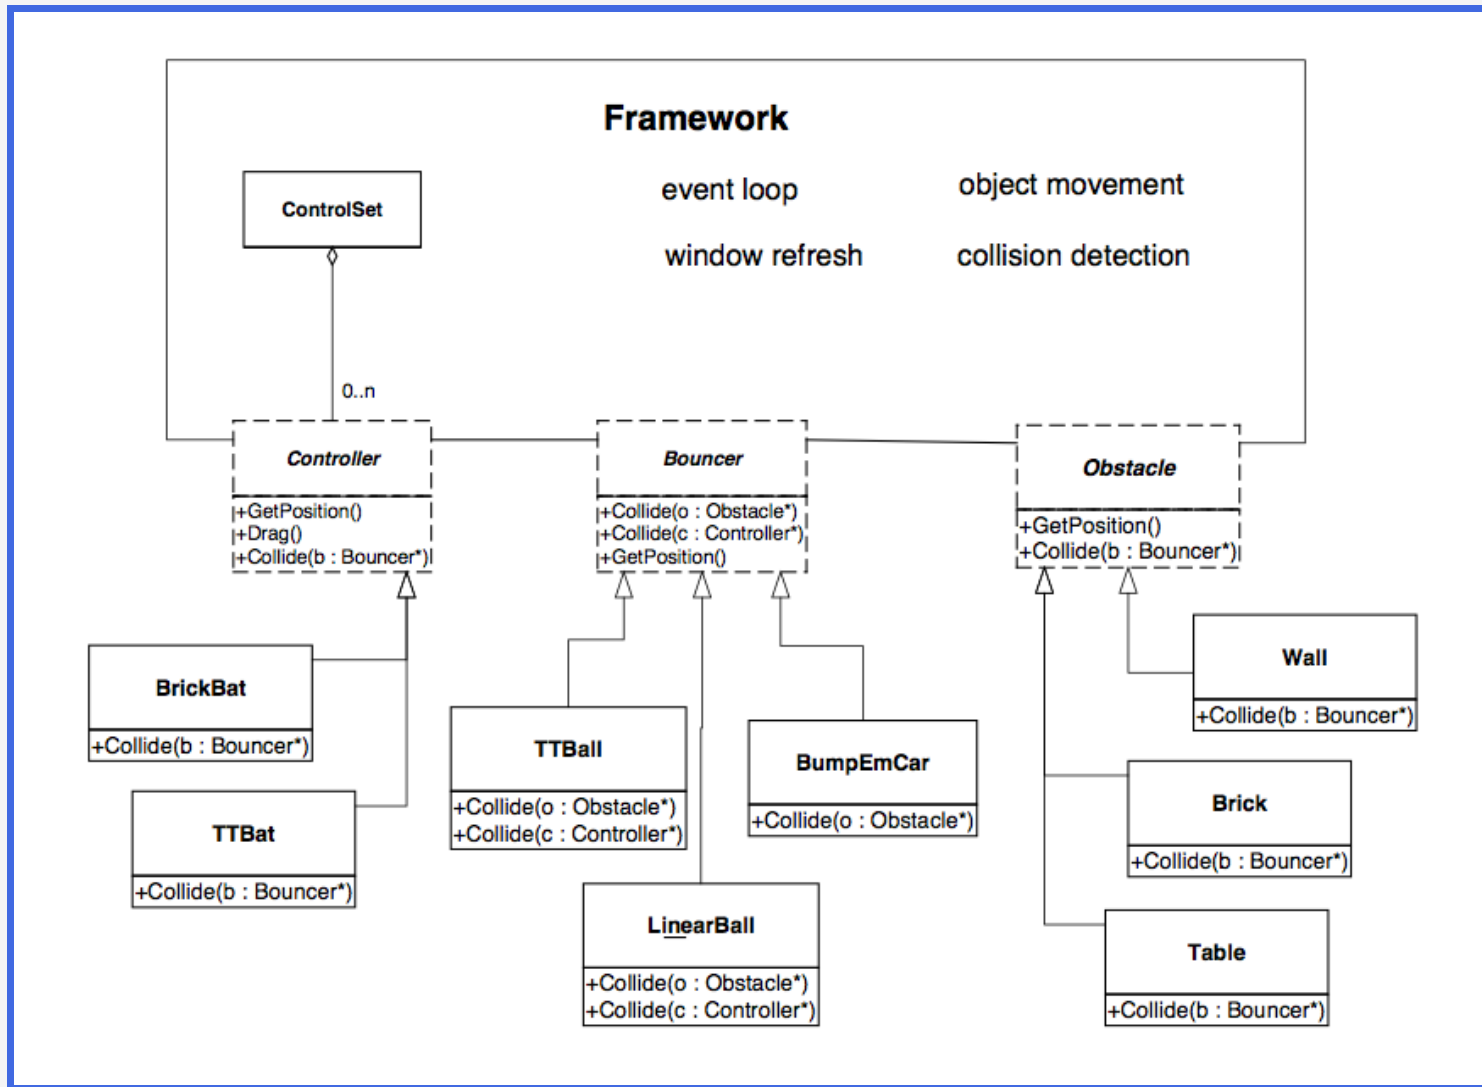 Framework
event loop
object movement
window refresh
collision detection
ControlSet
0..n
Controller
+GetPosition()
+Drag()
+Collide(b : Bouncer*)
Bouncer
+Collide(o : Obstacle*)
+Collide(c : Controller*)
+GetPosition()
Obstacle
+GetPosition()
+Collide(b : Bouncer*)
BrickBat
+Collide(b : Bouncer*)
TTBat
+Collide(b : Bouncer*)
TTBall
+Collide(o : Obstacle*)
+Collide(c : Controller*)
LinearBall
+Collide(o : Obstacle*)
+Collide(c : Controller*)
BumpEmCar
+Collide(o : Obstacle*)
Wall
+Collide(b : Bouncer*)
Brick
+Collide(b : Bouncer*)
Table
+Collide(b : Bouncer*)